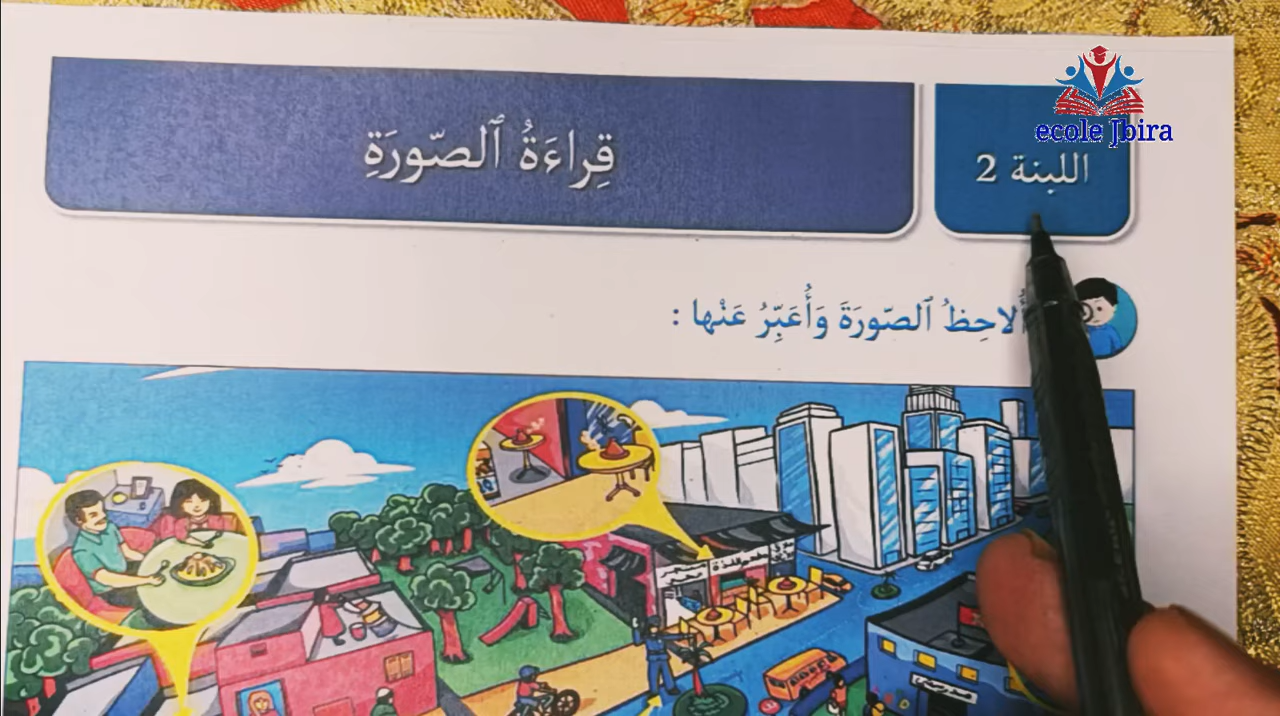 ecole Jbira
اللبنة 2
قِراءَةُ ٱلصّورَةِ
أُلاحِظُ ٱلصّورَةَ وَأُعَبِّرُ عَنْها :